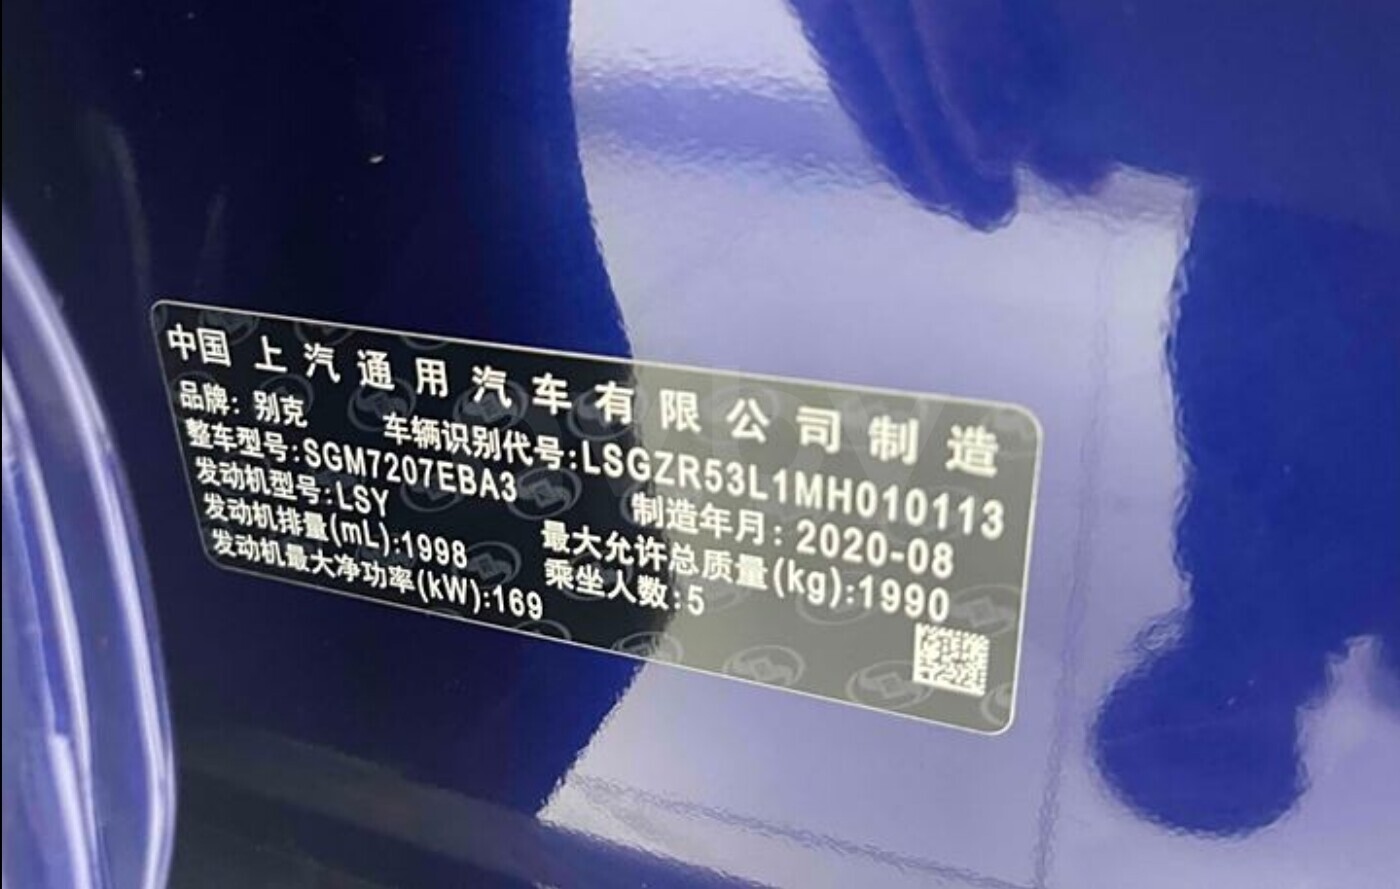 中国 上汽通用汽车有限公司制造
品牌: 别克 车辆识别代号:LSGZR53L1MH010113
整车型号:SGM7207EBA3 制造年月: 2020-08
发动机型号:LSY 最大允许总质量(kg):1990
发动机排量(mL):1998 乘坐人数:5
发动机最大净功率(kW):169